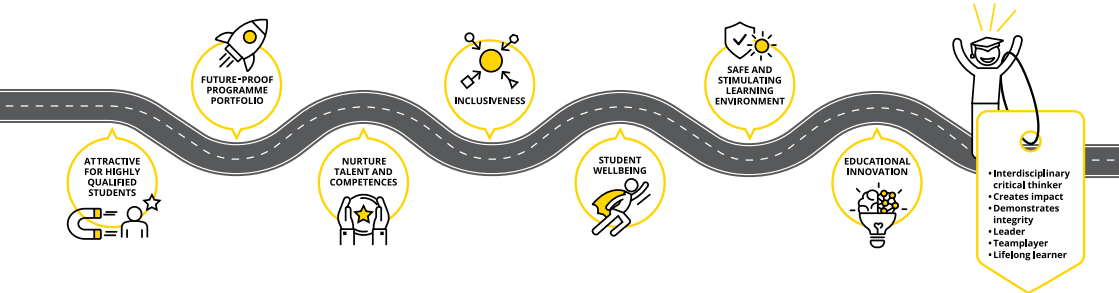 ATTRACTIVE
FOR HIGHLY
QUALIFIED
STUDENTS
FUTURE-PROOF
PROGRAMME
PORTFOLIO
NURTURE
TALENT AND
COMPETENCES
INCLUSIVENESS
STUDENT
WELLBEING
SAFE AND
STIMULATING
LEARNING
ENVIRONMENT
EDUCATIONAL
INNOVATION
• Interdisciplinary
critical thinker
• Creates impact
• Demonstrates
integrity
• Leader
• Teamplayer
• Lifelong learner